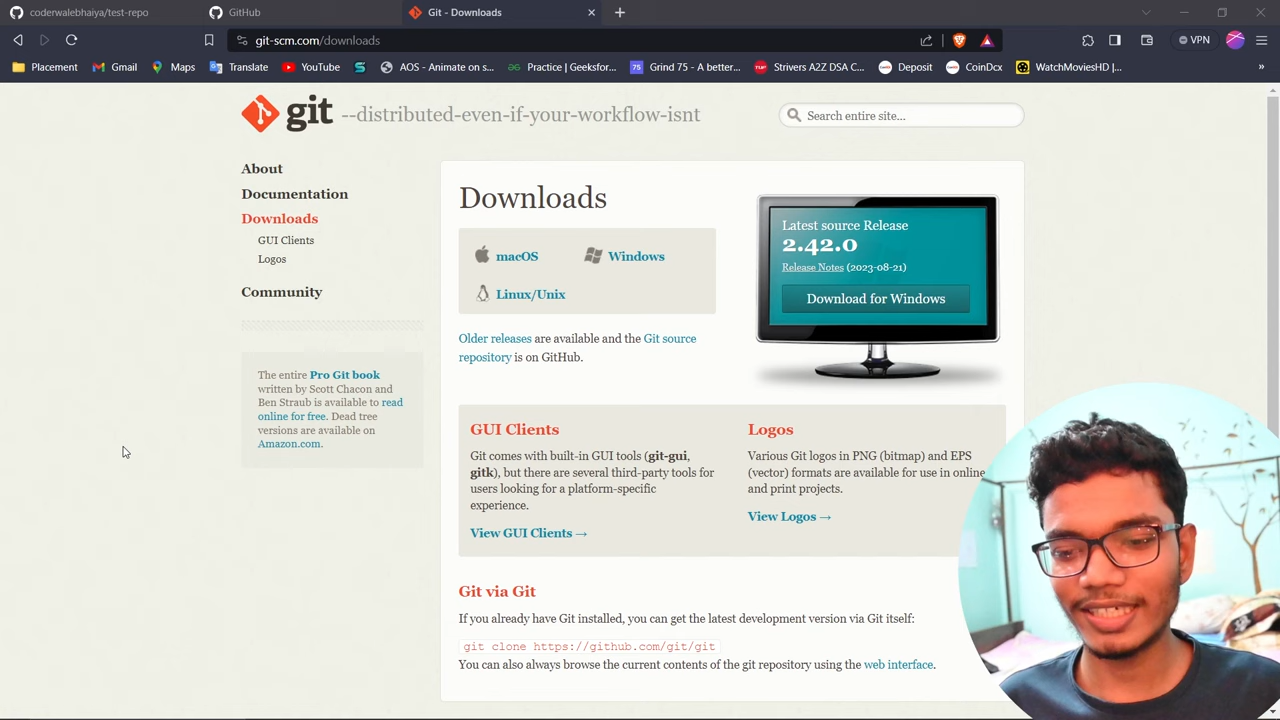 coderwalebhaiya/test-repo
GitHub
Git - Downloads
git-scm.com/downloads
VPN
Placement
Gmail
Maps
Translate
YouTube
AOS - Animate on s...
Practice | Geeksfor...
75
Grind 75 - A better...
TUF
Strivers A2Z DSA C...
Deposit
CoinDcx
WatchMoviesHD |...
»
git --distributed-even-if-your-workflow-isnt
Search entire site...
About
Documentation
Downloads
GUI Clients
Logos
Community
The entire Pro Git book
written by Scott Chacon and
Ben Straub is available to read
online for free. Dead tree
versions are available on
Amazon.com.
Downloads
macOS
Windows
Linux/Unix
Older releases are available and the Git source
repository is on GitHub.
Latest source Release
2.42.0
Release Notes (2023-08-21)
Download for Windows
GUI Clients
Git comes with built-in GUI tools (git-gui,
gitk), but there are several third-party tools for
users looking for a platform-specific
experience.
View GUI Clients →
Logos
Various Git logos in PNG (bitmap) and EPS
(vector) formats are available for use in online
and print projects.
View Logos →
Git via Git
If you already have Git installed, you can get the latest development version via Git itself:
git clone https://github.com/git/git
You can also always browse the current contents of the git repository using the web interface.